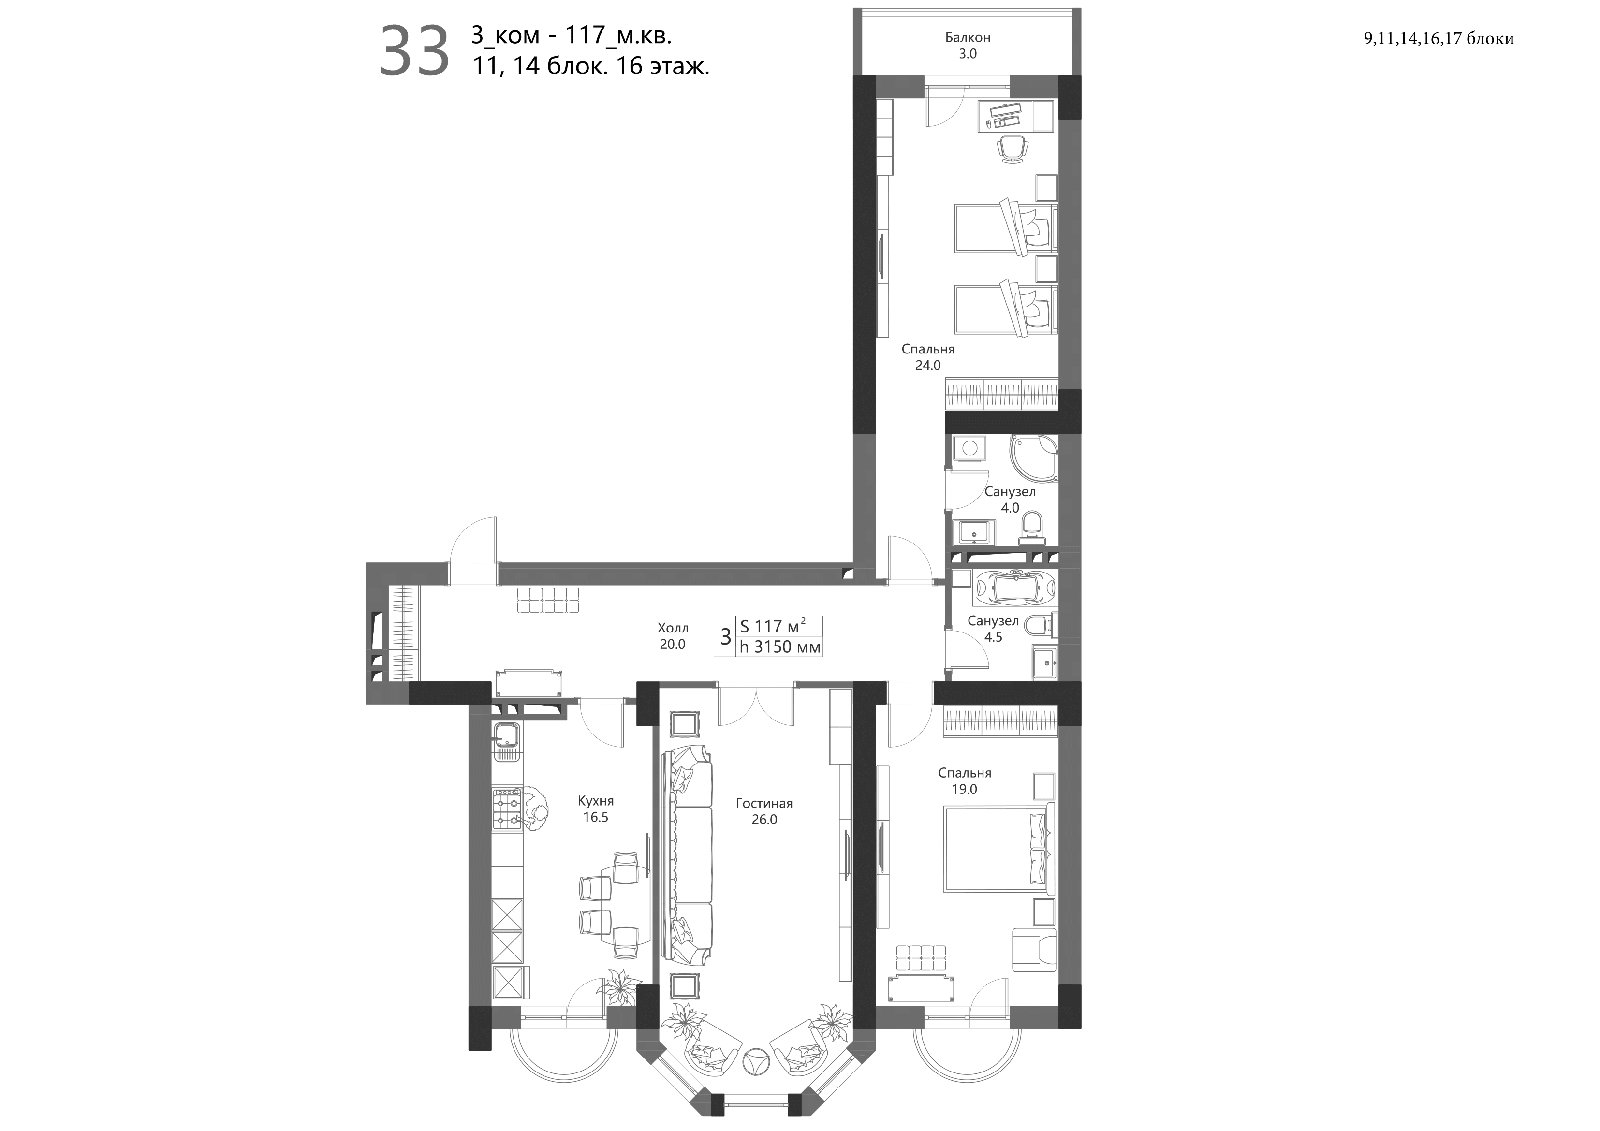 33
3_ком - 117_м.кв.
11, 14 блок. 16 этаж.
9,11,14,16,17 блоки
Балкон
3.0
Спальня
24.0
Санузел
4.0
Санузел
4.5
Холл
20.0
3
S 117 м²
h 3150 мм
Спальня
19.0
Кухня
16.5
Гостиная
26.0